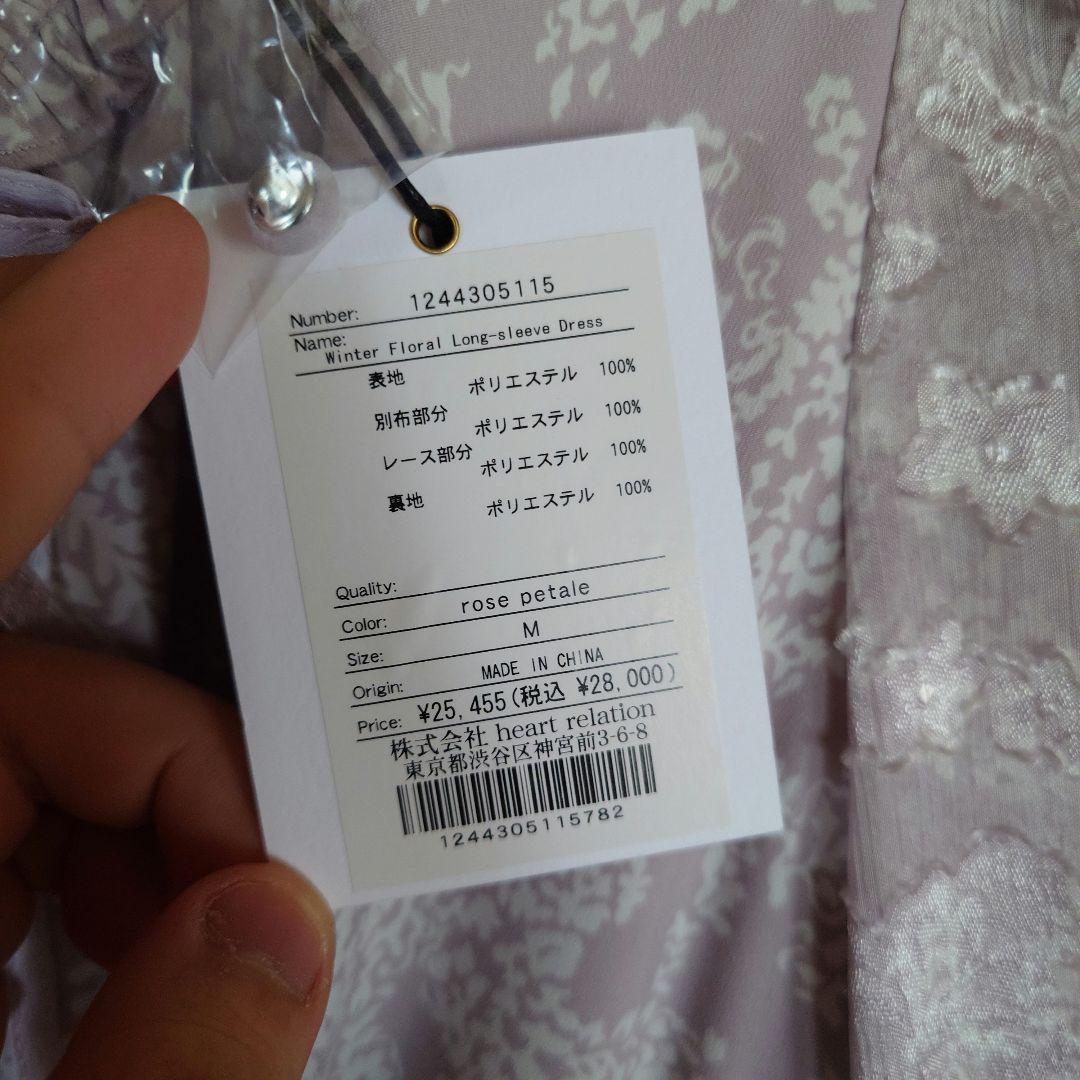 Number: 1244305115
Name: Winter Floral Long-sleeve Dress
表地 ポリエステル 100%
別布部分 ポリエステル 100%
レース部分 ポリエステル 100%
裏地 ポリエステル 100%
Quality:
Color: rose petale
Size: M
Origin: MADE IN CHINA
Price: ¥25,455(税込 ¥28,000)
株式会社 heart relation
東京都渋谷区神宮前3-6-8
1244305115782